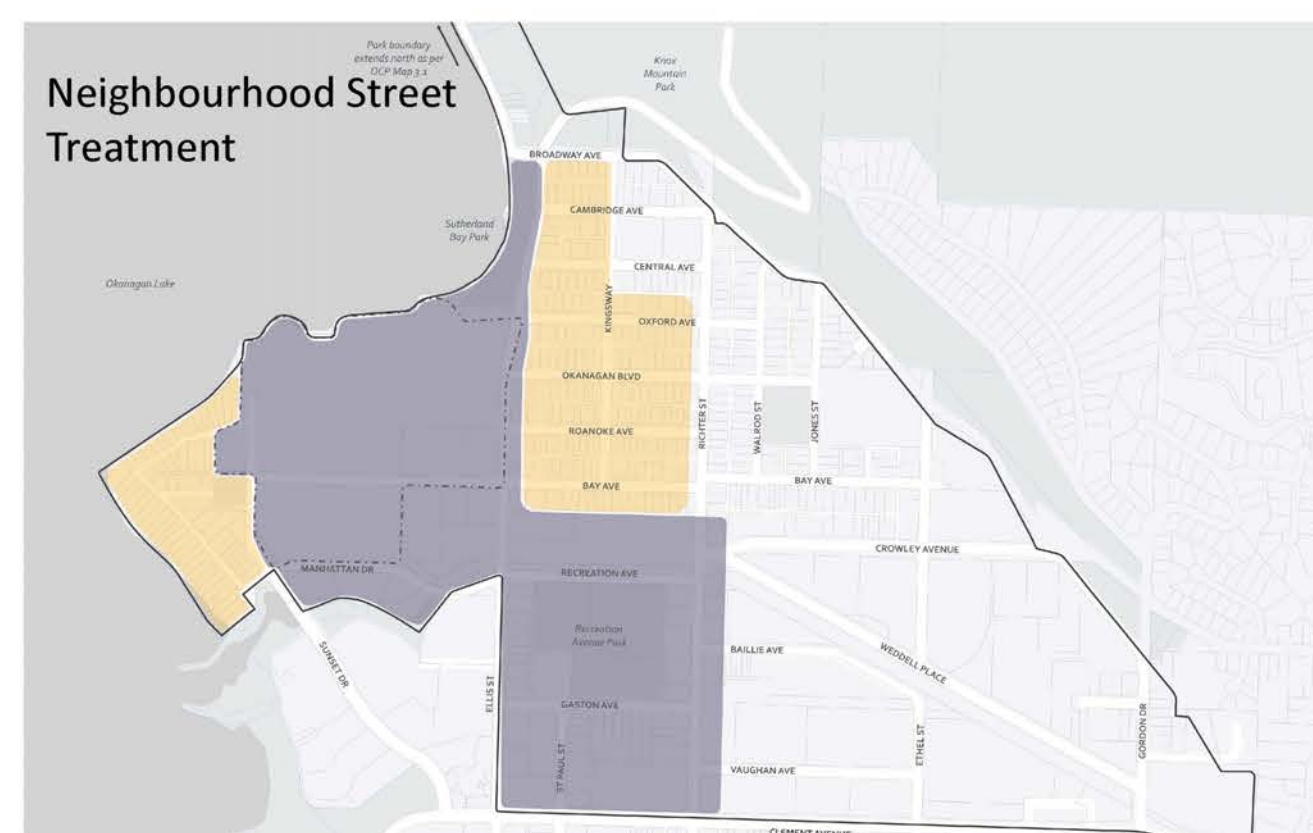 Neighbourhood Street
Treatment
Park boundary
extends north as per
OCP Map 3.1
Knox
Mountain
Park
BROADWAY AVE
CAMBRIDGE AVE
Sutherland
Bay Park
CENTRAL AVE
Okanagan Lake
KINGSWAY
OXFORD AVE
OKANAGAN BLVD
RICHTER ST
WALROD ST
JONES ST
ROANOKE AVE
BAY AVE
BAY AVE
CROWLEY AVENUE
MANHATTAN DR
RECREATION AVE
Recreation
Avenue Park
BAILLIE AVE
WEDDELL PLACE
SUNSET DR
ELLIS ST
GASTON AVE
ST PAUL ST
ETHEL ST
GORDON DR
VAUGHAN AVE
CLEMENT AVENUE